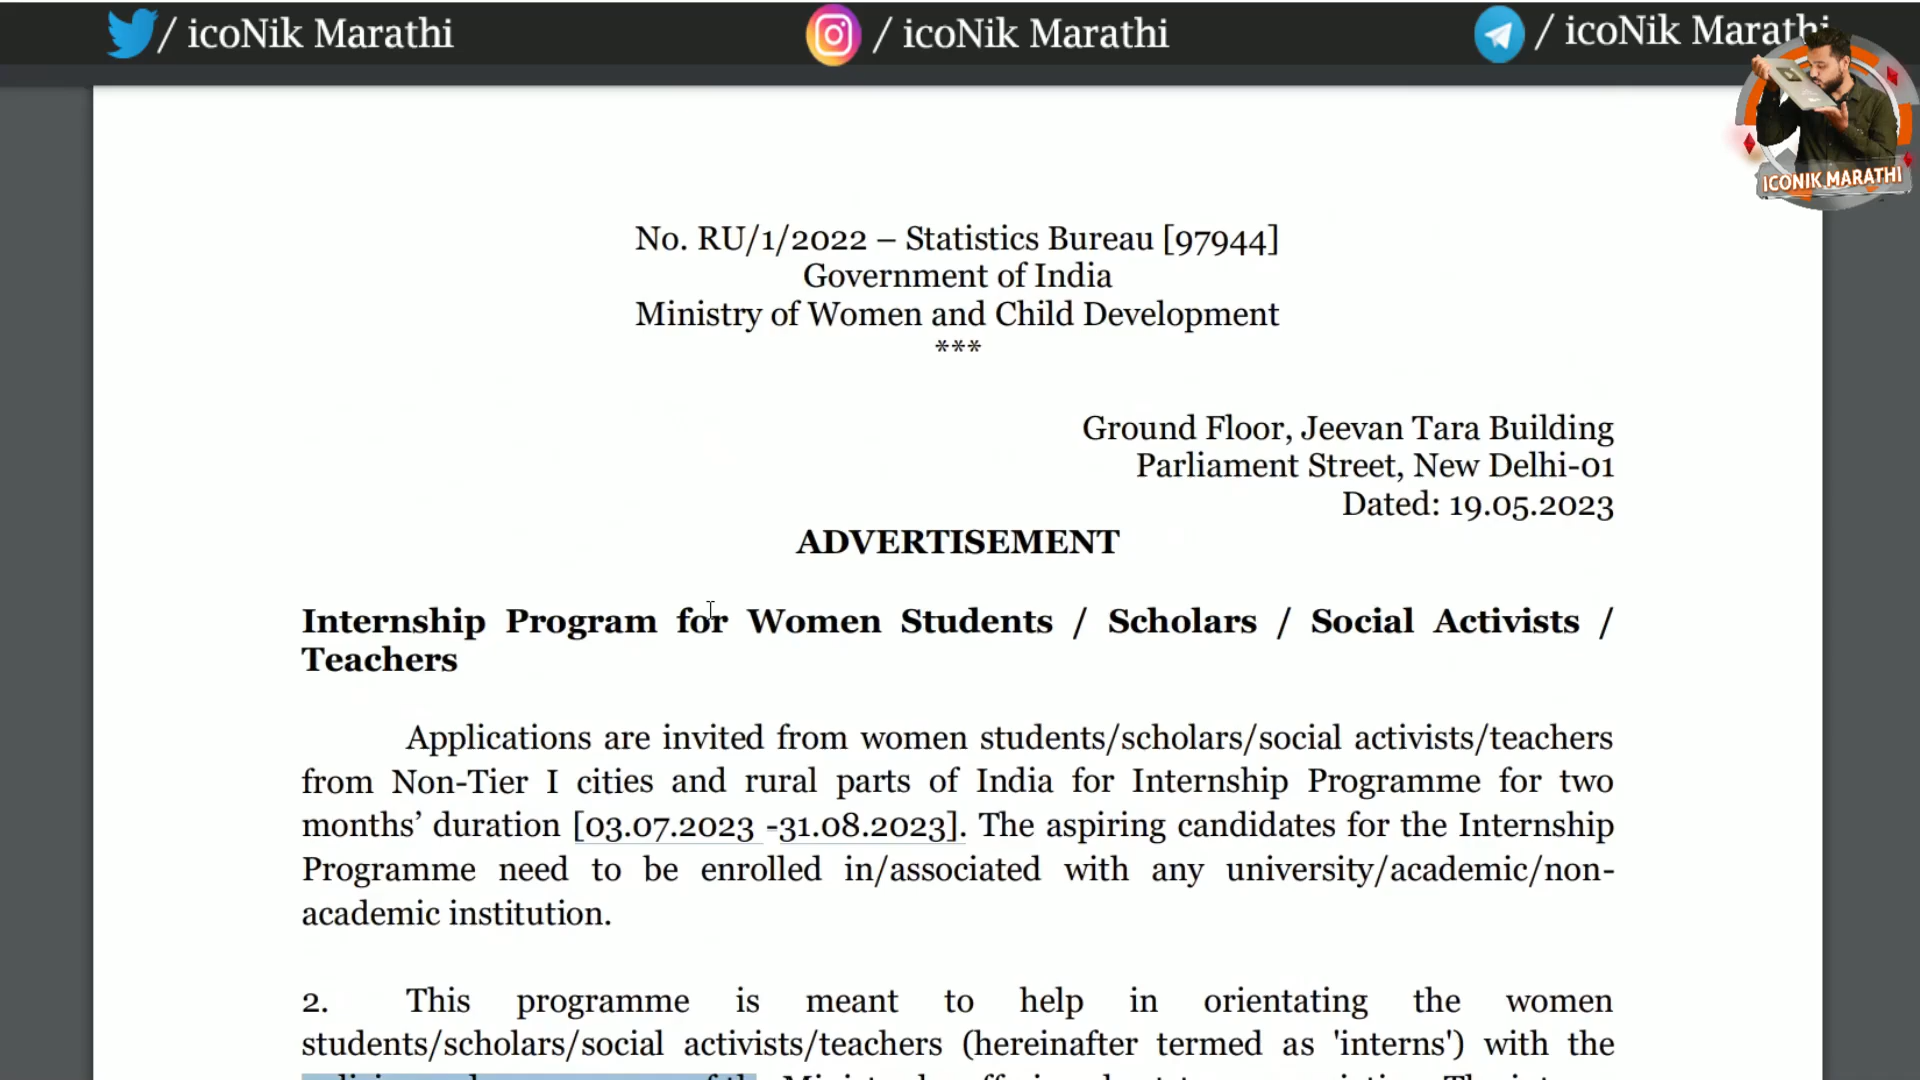 / icoNik Marathi
/ icoNik Marathi
/ icoNik Marathi
ICONIK MARATHI
No. RU/1/2022 – Statistics Bureau [97944]
Government of India
Ministry of Women and Child Development
***
Ground Floor, Jeevan Tara Building
Parliament Street, New Delhi-01
Dated: 19.05.2023
ADVERTISEMENT
Internship Program for Women Students / Scholars / Social Activists /
Teachers
Applications are invited from women students/scholars/social activists/teachers
from Non-Tier I cities and rural parts of India for Internship Programme for two
months’ duration [03.07.2023 -31.08.2023]. The aspiring candidates for the Internship
Programme need to be enrolled in/associated with any university/academic/non-
academic institution.
2. This programme is meant to help in orientating the women
students/scholars/social activists/teachers (hereinafter termed as 'interns') with the